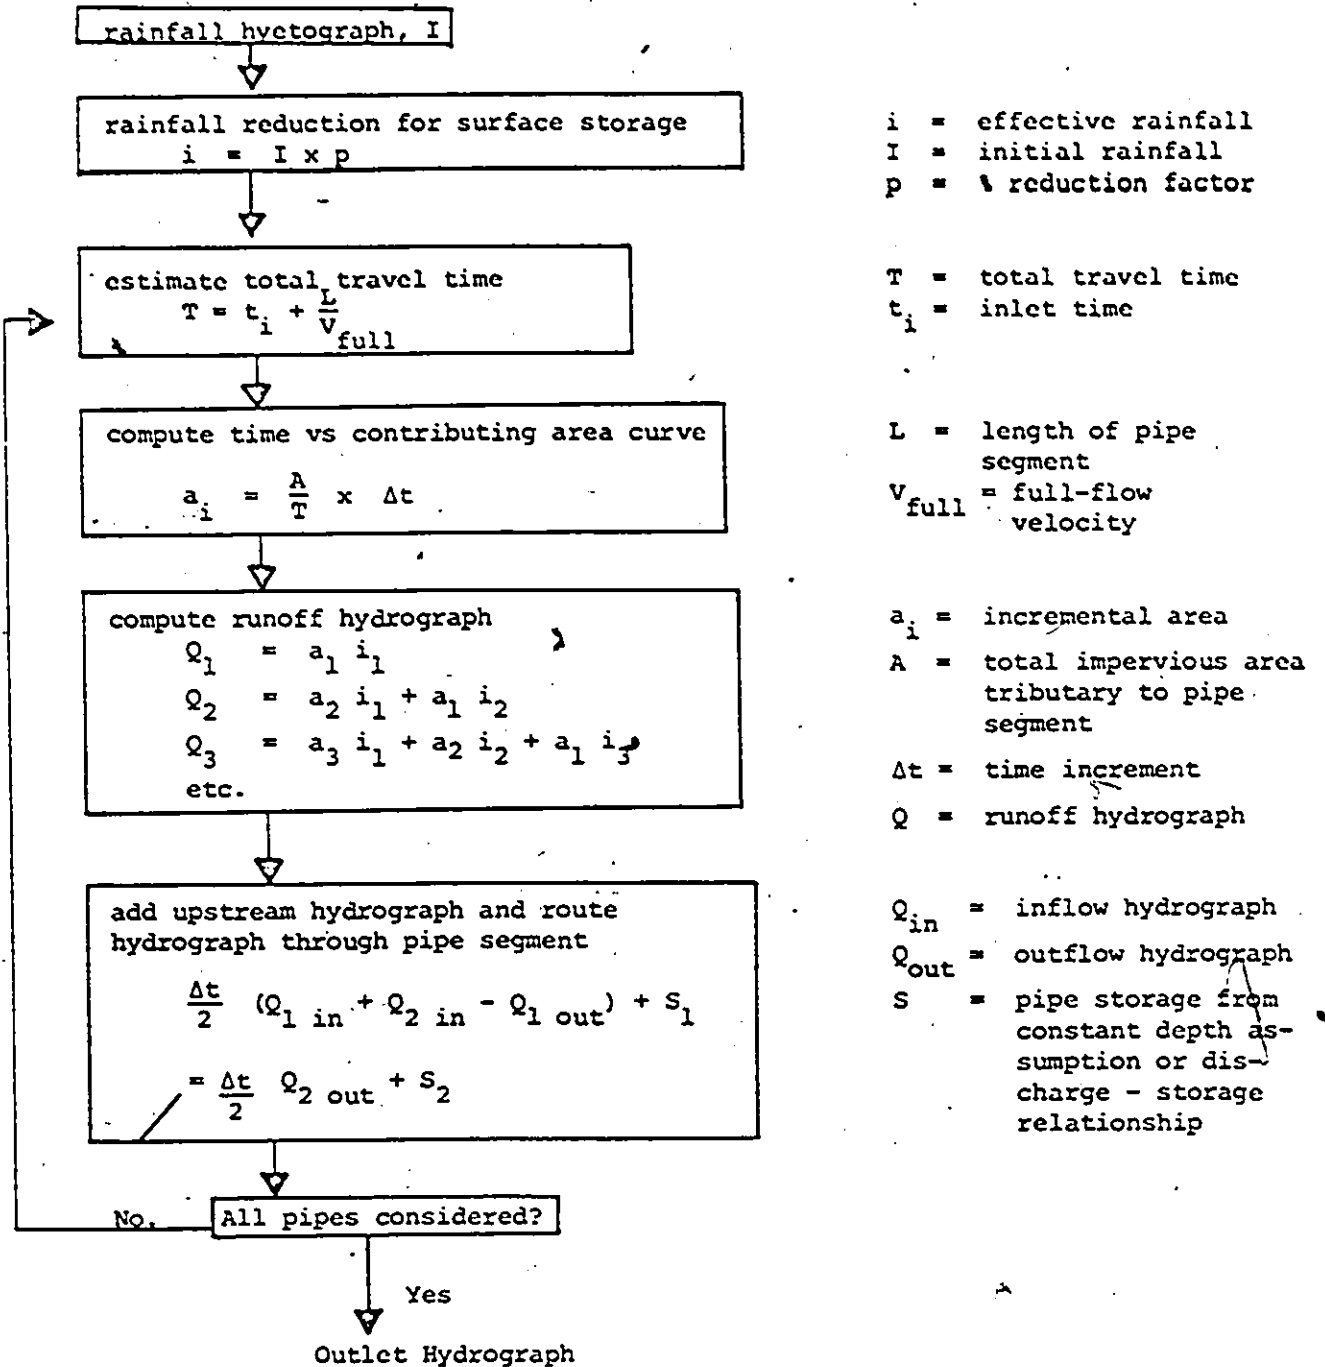 rainfall hyetograph, I
rainfall reduction for surface storage
i = I x p
i = effective rainfall
I = initial rainfall
p = % reduction factor
estimate total travel time
T = t_i + L/V_full
T = total travel time
t_i = inlet time
compute time vs contributing area curve
a_i = A/T x Δt
L = length of pipe
segment
V_full = full-flow
velocity
compute runoff hydrograph
Q_1 = a_1 i_1
Q_2 = a_2 i_1 + a_1 i_2
Q_3 = a_3 i_1 + a_2 i_2 + a_1 i_3
etc.
a_i = incremental area
A = total impervious area
tributary to pipe
segment
Δt = time increment
Q = runoff hydrograph
add upstream hydrograph and route
hydrograph through pipe segment
Δt/2 (Q_1 in + Q_2 in - Q_1 out) + S_1
= Δt/2 Q_2 out + S_2
Q_in = inflow hydrograph
Q_out = outflow hydrograph
S = pipe storage from
constant depth as-
sumption or dis-
charge - storage
relationship
No.
All pipes considered?
Yes
Outlet Hydrograph